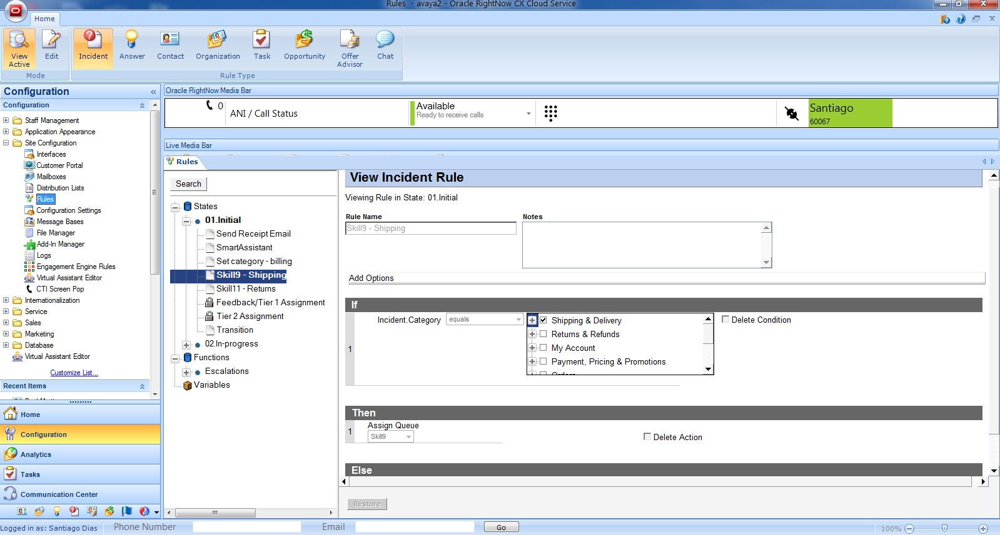 Rules - avaya2 - Oracle RightNow CX Cloud Service
Home
View Active
Edit
Incident
Answer
Contact
Organization
Task
Opportunity
Offer Advisor
Chat
Mode
Rule Type
Configuration
Configuration
Staff Management
Application Appearance
Site Configuration
Interfaces
Customer Portal
Mailboxes
Distribution Lists
Rules
Configuration Settings
Message Bases
File Manager
Add-In Manager
Logs
Engagement Engine Rules
Virtual Assistant Editor
CTI Screen Pop
Internationalization
Service
Sales
Marketing
Database
Virtual Assistant Editor
Customize List...
Recent Items
Home
Configuration
Analytics
Tasks
Communication Center
Oracle RightNow Media Bar
0
ANI / Call Status
Available
Ready to receive calls
Santiago
60067
Live Media Bar
Rules
Search
States
01.Initial
Send Receipt Email
SmartAssistant
Set category - billing
Skill9 - Shipping
Skill11 - Returns
Feedback/Tier 1 Assignment
Tier 2 Assignment
Transition
02.In-progress
Functions
Escalations
Variables
View Incident Rule
Viewing Rule in State: 01.Initial
Rule Name
Notes
Skill9 - Shipping
Add Options
If
1
Incident.Category
equals
Shipping & Delivery
Returns & Refunds
My Account
Payment, Pricing & Promotions
Delete Condition
Then
1
Assign Queue
Skill9
Delete Action
Else
Restore
Logged in as: Santiago Dias
Phone Number
Email
Go
100%